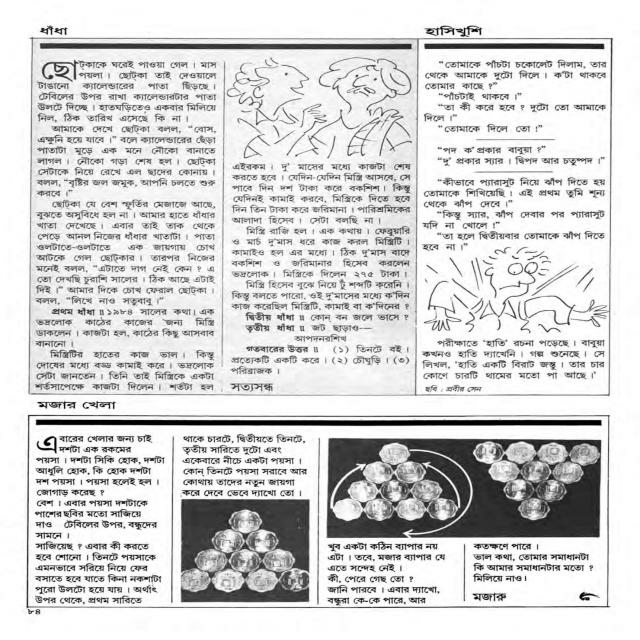 ধাঁধা
ছোট্‌কাকে ঘরেই পাওয়া গেল। মাস
পয়লা। ছোট্‌কা তাই দেওয়ালে
টাঙানো ক্যালেন্ডারের পাতা ছিঁড়ছে।
টেবিলের উপর রাখা ক্যালেন্ডারটার পাতা
উলটে দিচ্ছে। হাতঘড়িতেও একবার মিলিয়ে
নিল, ঠিক তারিখ এসেছে কি না।
আমাকে দেখে ছোট্‌কা বলল, “বোস,
এক্ষুনি হয়ে যাবে।” বলে ক্যালেন্ডারের ছেঁড়া
পাতাটা মুড়ে এক মনে নৌকো বানাতে
লাগল। নৌকো গড়া শেষ হল। ছোট্‌কা
সেটাকে নিয়ে রেখে এল ছাদের কোনায়।
বলল, “বৃষ্টির জল জমুক, আপনি চলতে শুরু
করবে।”
ছোট্‌কা যে বেশ স্ফূর্তির মেজাজে আছে,
বুঝতে অসুবিধে হল না। আমার হাতে ধাঁধার
খাতা দেখেছে। এবার তাই তাক থেকে
পেড়ে আনল নিজের ধাঁধার খাতাটা। পাতা
ওলটাতে-ওলটাতে এক জায়গায় চোখ
আটকে গেল ছোট্‌কার। তারপর নিজের
মনেই বলল, “এটাতে দাগ নেই কেন? এ
তো দেখছি চুরাশি সালের। ঠিক আছে এটাই
দিই।” আমার দিকে চোখ ফেরাল ছোট্‌কা।
বলল, “লিখে নাও সতুবাবু।”
প্রথম ধাঁধা॥ ১৯৮৪ সালের কথা। এক
ভদ্রলোক কাঠের কাজের জন্য মিস্ত্রি
ডাকলেন। কাজটা হল, কাঠের কিছু আসবাব
বানানো।
মিস্ত্রিটির হাতের কাজ ভাল। কিন্তু
দোষের মধ্যে বড্ড কামাই করে। ভদ্রলোক
সেটা জানতেন। তিনি তাই মিস্ত্রিকে একটা
শর্তসাপেক্ষে কাজটা দিলেন। শর্তটা হল
এইরকম। দু' মাসের মধ্যে কাজটা শেষ
করতে হবে। যেদিন-যেদিন মিস্ত্রি আসবে, সে
পাবে দিন দশ টাকা করে বকশিশ। কিন্তু
যেদিনই কামাই করবে, মিস্ত্রিকে দিতে হবে
দিন তিন টাকা করে জরিমানা। পারিশ্রমিকের
আলাদা হিসেব। সেটা বলছি না।
মিস্ত্রি রাজি হল। এক কথায়। ফেব্রুয়ারি
ও মার্চ দু'মাস ধরে কাজ করল মিস্ত্রিটি।
কামাইও হল এর মধ্যে। ঠিক দু'মাস বাদে
বকশিশ ও জরিমানার হিসেব করলেন
ভদ্রলোক। মিস্ত্রিকে দিলেন ২৭৫ টাকা।
মিস্ত্রি হিসেব বুঝে নিয়ে টুঁ শব্দটি করেনি।
কিন্তু বলতে পারো, ওই দু'মাসের মধ্যে ক'দিন
কাজ করেছিল মিস্ত্রিটি, কামাই বা ক'দিনের?
দ্বিতীয় ধাঁধা॥ কোন্ বন জলে ভাসে?
তৃতীয় ধাঁধা॥ জট ছাড়াও—
আপদনরশিখ
গতবারের উত্তর॥ (১) তিনটে বই।
প্রত্যেকটি একটি করে। (২) চৌঘুড়ি। (৩)
পরিব্রাজক।
সত্যসন্ধ
হাসিখুশি
“তোমাকে পাঁচটা চকোলেট দিলাম, তার
থেকে আমাকে দুটো দিলে। ক'টা থাকবে
তোমার কাছে?”
“পাঁচটাই থাকবে।”
“তা কী করে হবে? দুটো তো আমাকে
দিলে।”
“তোমাকে দিলে তো!”
“পদ ক'প্রকার বাবুয়া?”
“দু' প্রকার স্যার। দ্বিপদ আর চতুষ্পদ।”
“কীভাবে প্যারাসুট নিয়ে ঝাঁপ দিতে হয়
তোমাকে শিখিয়েছি। এই প্রথম তুমি শূন্য
থেকে ঝাঁপ দেবে।”
“কিন্তু স্যার, ঝাঁপ দেবার পর প্যারাসুট
যদি না খোলে!”
“তা হলে দ্বিতীয়বার তোমাকে ঝাঁপ দিতে
হবে না।”
পরীক্ষাতে 'হাতি' রচনা পড়েছে। বাবুয়া
কখনও হাতি দ্যাখেনি। গল্প শুনেছে। সে
লিখল, 'হাতি একটি বিরাট জন্তু। তার চার
কোণে চারটি থামের মতো পা আছে।'
ছবি: প্রবীর সেন
মজার খেলা
এবারের খেলার জন্য চাই
দশটা এক রকমের
পয়সা। দশটা সিকি হোক, দশটা
আধুলি হোক, কি হোক দশটা
দশ পয়সা। পয়সা হলেই হল।
জোগাড় করেছ?
বেশ। এবার পয়সা দশটাকে
পাশের ছবির মতো সাজিয়ে
দাও টেবিলের উপর, বন্ধুদের
সামনে।
সাজিয়েছ? এবার কী করতে
হবে শোনো। তিনটে পয়সাকে
এমনভাবে সরিয়ে নিয়ে ফের
বসাতে হবে যাতে কিনা নকশাটা
পুরো উলটো হয়ে যায়। অর্থাৎ
উপর থেকে, প্রথম সারিতে
থাকে চারটে, দ্বিতীয়তে তিনটে,
তৃতীয় সারিতে দুটো এবং
একেবারে নীচে একটা পয়সা।
কোন্ তিনটে পয়সা সরাবে আর
কোথায় তাদের নতুন জায়গা
করে দেবে ভেবে দ্যাখো তো।
খুব একটা কঠিন ব্যাপার নয়
এটা। তবে, মজার ব্যাপার যে
এতে সন্দেহ নেই।
কী, পেরে গেছ তো?
জানি পারবে। এবার দ্যাখো,
বন্ধুরা কে-কে পারে, আর
কতক্ষণে পারে।
ভাল কথা, তোমার সমাধানটা
কি আমার সমাধানটার মতো?
মিলিয়ে নাও।
মজারু
৮৪